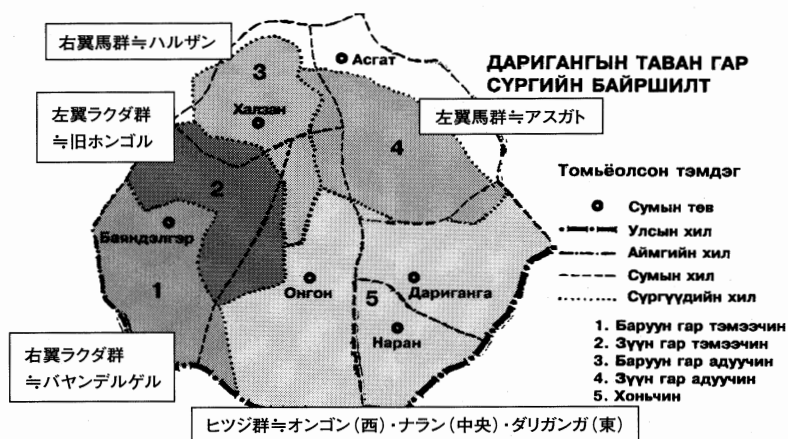 右翼馬群≒ハルザン
3
Асгат
ДАРИГАНГЫН ТАВАН ГАР
СҮРГИЙН БАЙРШИЛТ
左翼ラクダ群
≒旧ホンゴル
Халзан
4
左翼馬群≒アスガト
2
Баяндэлгэр
1
Онгон
5
Дариганга
Наран
Томьёолсон тэмдэг
Сумын төв
Улсын хил
Аймгийн хил
Сумын хил
Сүргүүдийн хил
1. Баруун гар тэмээчин
2. Зүүн гар тэмээчин
3. Баруун гар адуучин
4. Зүүн гар адуучин
5. Хоньчин
右翼ラクダ群
≒バヤンデルゲル
ヒツジ群≒オンゴン(西)・ナラン(中央)・ダリガンガ(東)